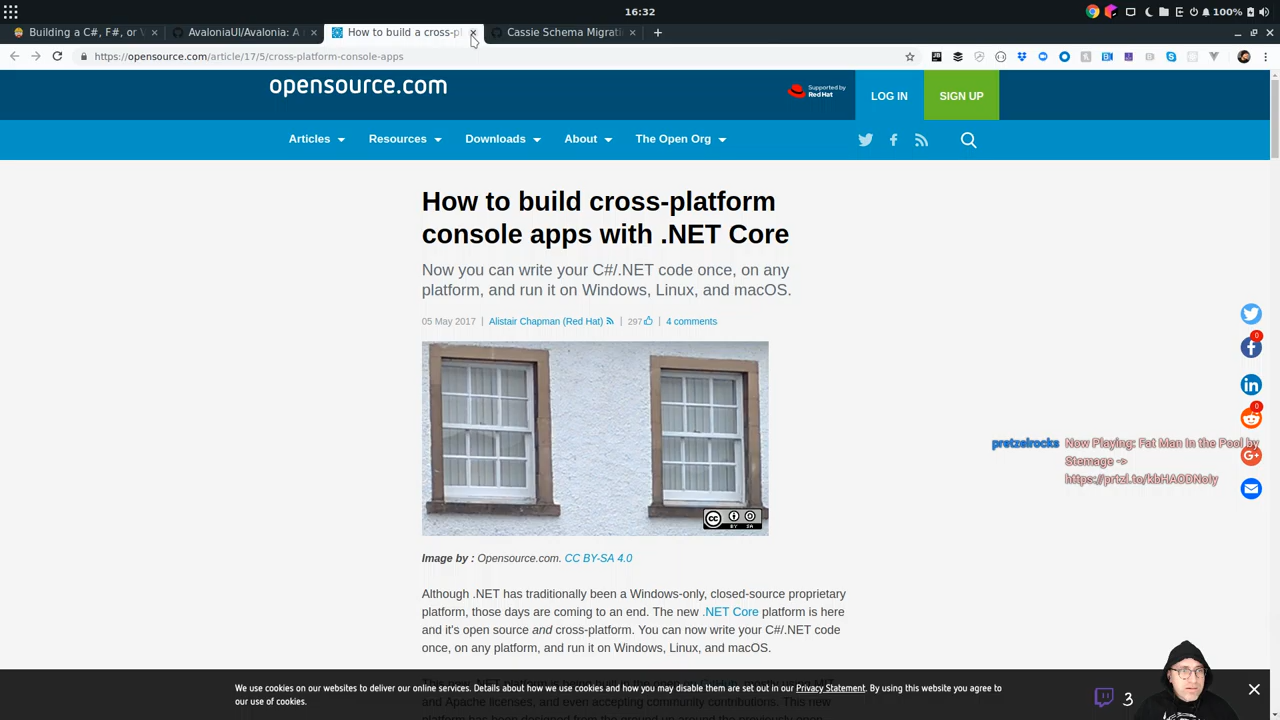 16:32
100%
Building a C#, F#, or V
AvaloniaUI/Avalonia: A
How to build a cross-pl
Cassie Schema Migrati
https://opensource.com/article/17/5/cross-platform-console-apps
opensource.com
Supported by
Red Hat
LOG IN
SIGN UP
Articles
Resources
Downloads
About
The Open Org
How to build cross-platform
console apps with .NET Core
Now you can write your C#/.NET code once, on any
platform, and run it on Windows, Linux, and macOS.
05 May 2017 | Alistair Chapman (Red Hat) | 297 | 4 comments
0
0
pretzelrocks Now Playing: Fat Man in the Pool by
Stemage ->
https://prtzl.to/kbHAODNoIy
CC BY SA
Image by : Opensource.com. CC BY-SA 4.0
Although .NET has traditionally been a Windows-only, closed-source proprietary
platform, those days are coming to an end. The new .NET Core platform is here
and it's open source and cross-platform. You can now write your C#/.NET code
once, on any platform, and run it on Windows, Linux, and macOS.
We use cookies on our websites to deliver our online services. Details about how we use cookies and how you may disable them are set out in our Privacy Statement. By using this website you agree to
our use of cookies.
3